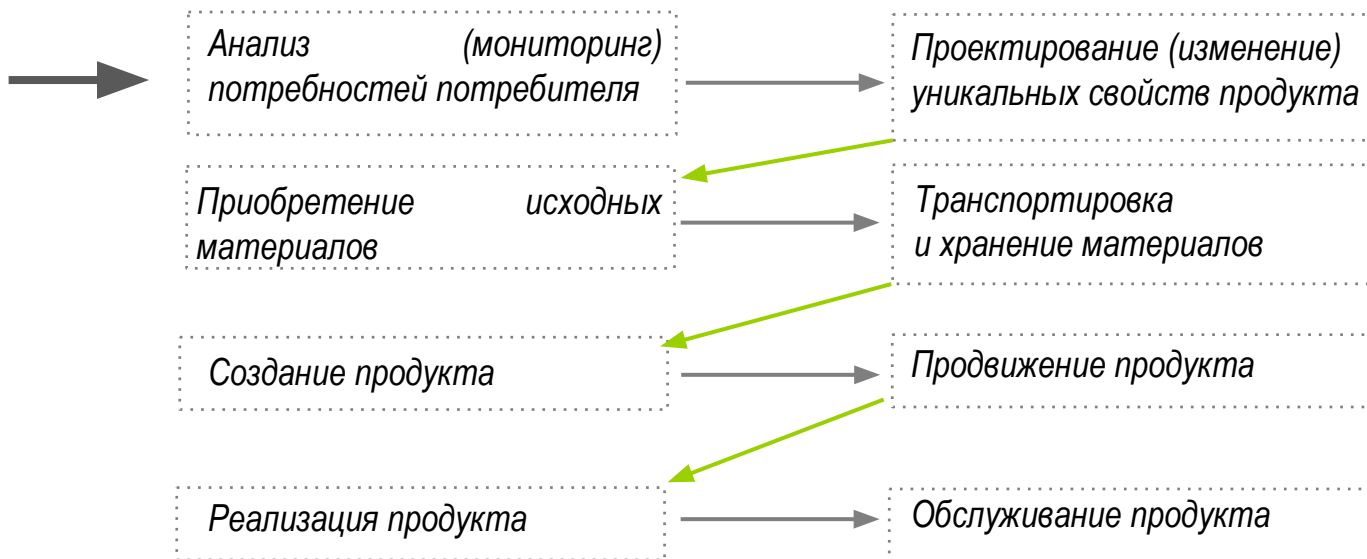 Анализ (мониторинг)
потребностей потребителя
Проектирование (изменение)
уникальных свойств продукта
Приобретение исходных
материалов
Транспортировка
и хранение материалов
Создание продукта
Продвижение продукта
Реализация продукта
Обслуживание продукта